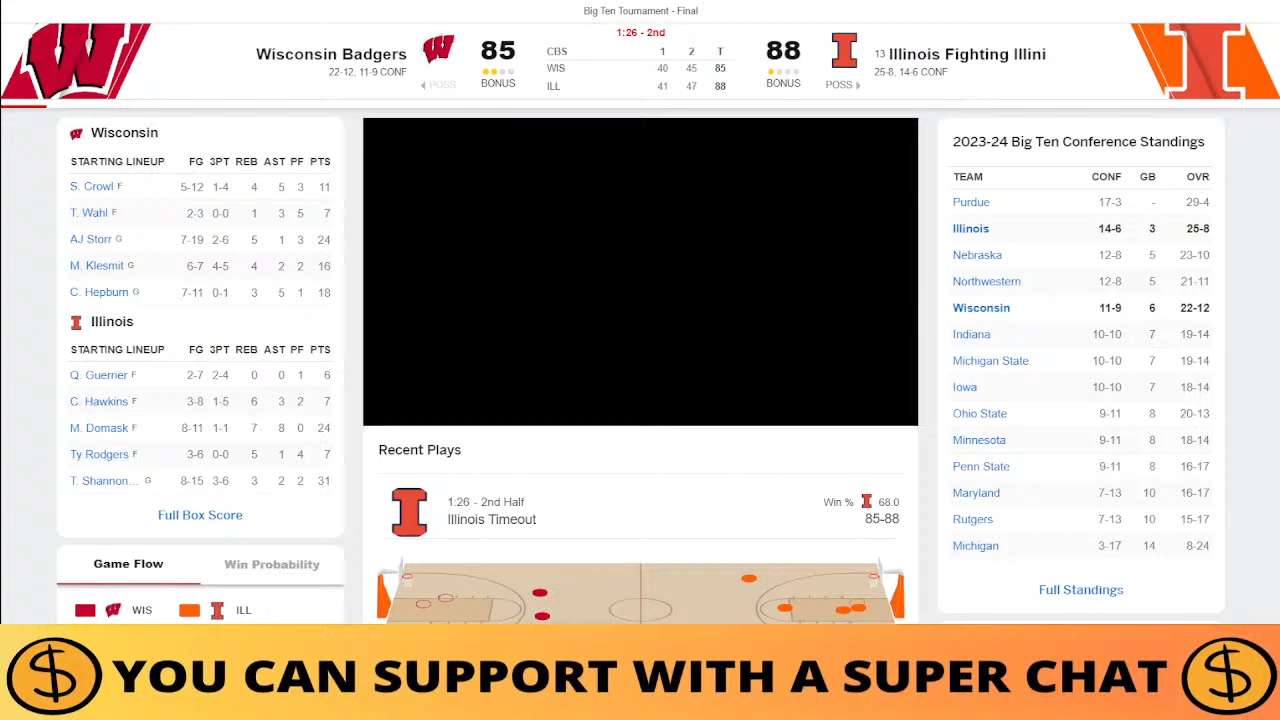 Big Ten Tournament - Final
1:26 - 2nd
Wisconsin Badgers
22-12, 11-9 CONF
POSS
85
BONUS
CBS 1 2 T
WIS 40 45 85
ILL 41 47 88
88
BONUS
POSS
13 Illinois Fighting Illini
25-8, 14-6 CONF
Wisconsin
STARTING LINEUP FG 3PT REB AST PF PTS
S. Crowl F 5-12 1-4 4 5 3 11
T. Wahl F 2-3 0-0 1 3 5 7
AJ Storr G 7-19 2-6 5 1 3 24
M. Klesmit G 6-7 4-5 4 2 2 16
C. Hepburn G 7-11 0-1 3 5 1 18
Illinois
STARTING LINEUP FG 3PT REB AST PF PTS
Q. Guerrier F 2-7 2-4 0 0 1 6
C. Hawkins F 3-8 1-5 6 3 2 7
M. Domask F 8-11 1-1 7 8 0 24
Ty Rodgers F 3-6 0-0 5 1 4 7
T. Shannon... G 8-15 3-6 3 2 2 31
Full Box Score
Game Flow Win Probability
WIS ILL
Recent Plays
1:26 - 2nd Half
Illinois Timeout
Win % 68.0
85-88
2023-24 Big Ten Conference Standings
TEAM CONF GB OVR
Purdue 17-3 - 29-4
Illinois 14-6 3 25-8
Nebraska 12-8 5 23-10
Northwestern 12-8 5 21-11
Wisconsin 11-9 6 22-12
Indiana 10-10 7 19-14
Michigan State 10-10 7 19-14
Iowa 10-10 7 18-14
Ohio State 9-11 8 20-13
Minnesota 9-11 8 18-14
Penn State 9-11 8 16-17
Maryland 7-13 10 16-17
Rutgers 7-13 10 15-17
Michigan 3-17 14 8-24
Full Standings
$ YOU CAN SUPPORT WITH A SUPER CHAT $